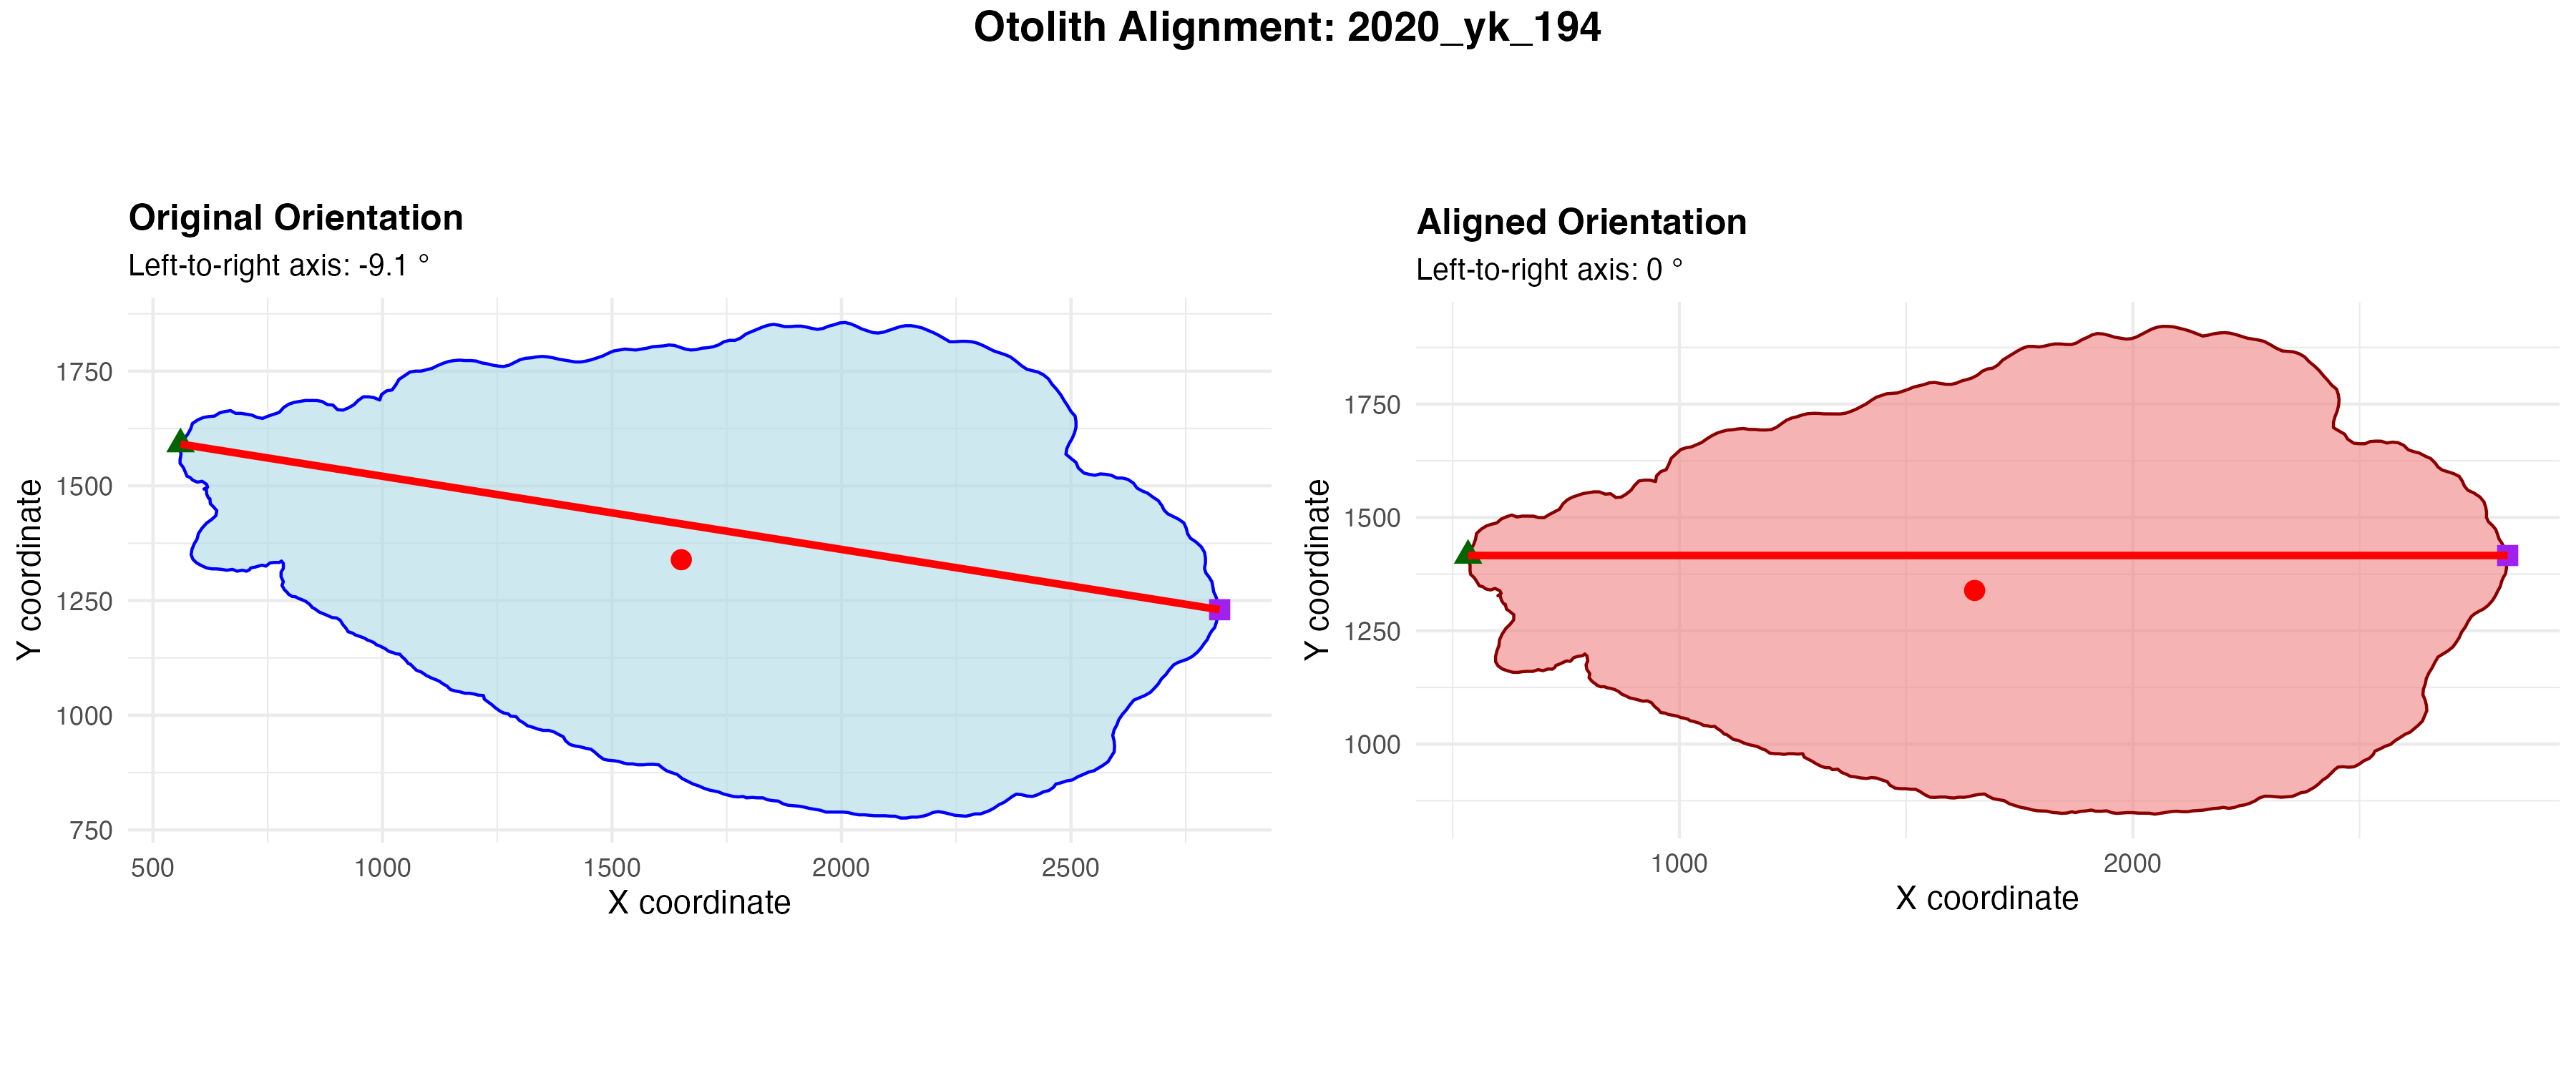 Otolith Alignment: 2020_yk_194
Original Orientation
Left-to-right axis: -9.1 °
1750
1500
1250
1000
750
Y coordinate
500
1000
1500
2000
2500
X coordinate
Aligned Orientation
Left-to-right axis: 0 °
1750
1500
1250
1000
Y coordinate
1000
2000
X coordinate